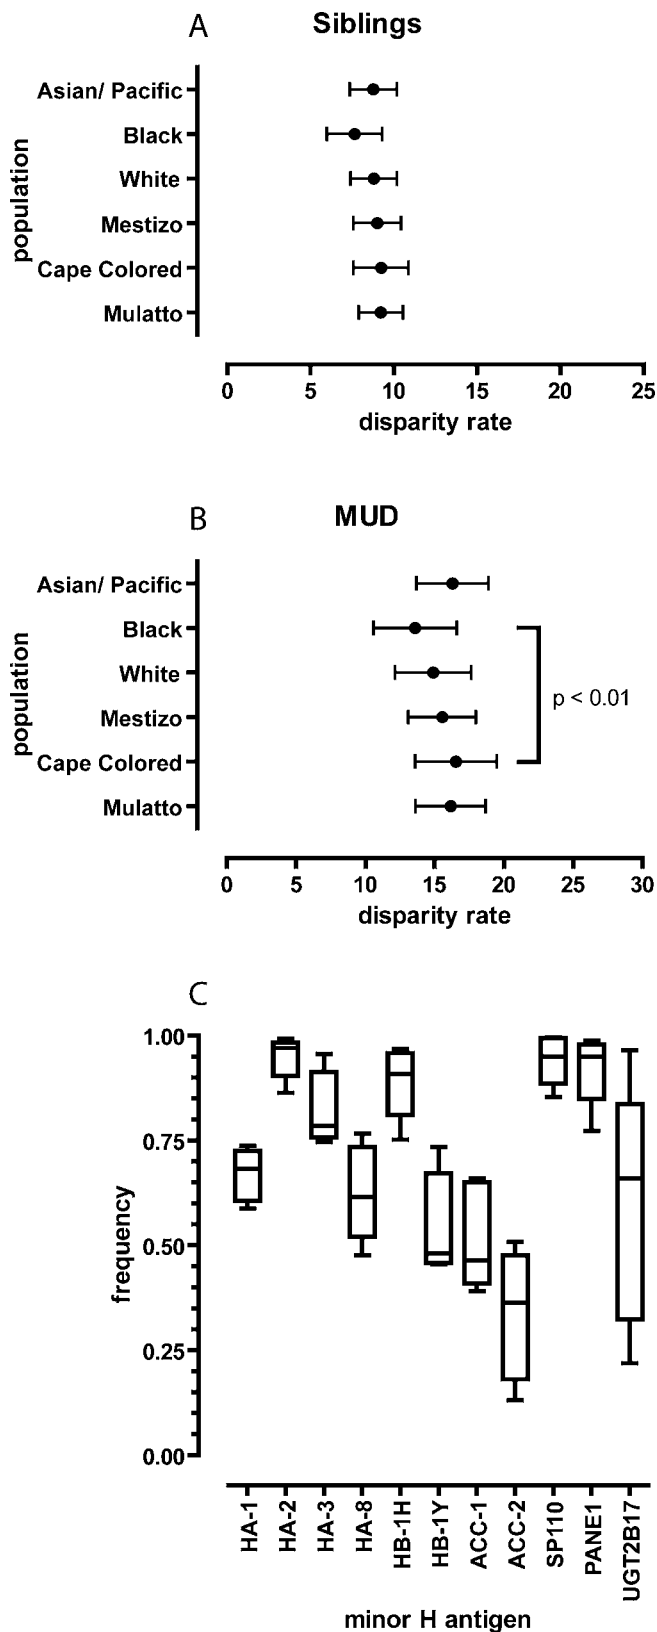 A
Siblings
Asian/ Pacific
Black
White
Mestizo
Cape Colored
Mulatto
population
0 5 10 15 20 25
disparity rate
B
MUD
Asian/ Pacific
Black
White
Mestizo
Cape Colored
Mulatto
population
p < 0.01
0 5 10 15 20 25 30
disparity rate
C
1.00
0.75
0.50
0.25
0.00
frequency
HA-1
HA-2
HA-3
HA-8
HB-1H
HB-1Y
ACC-1
ACC-2
SP110
PANE1
UGT2B17
minor H antigen